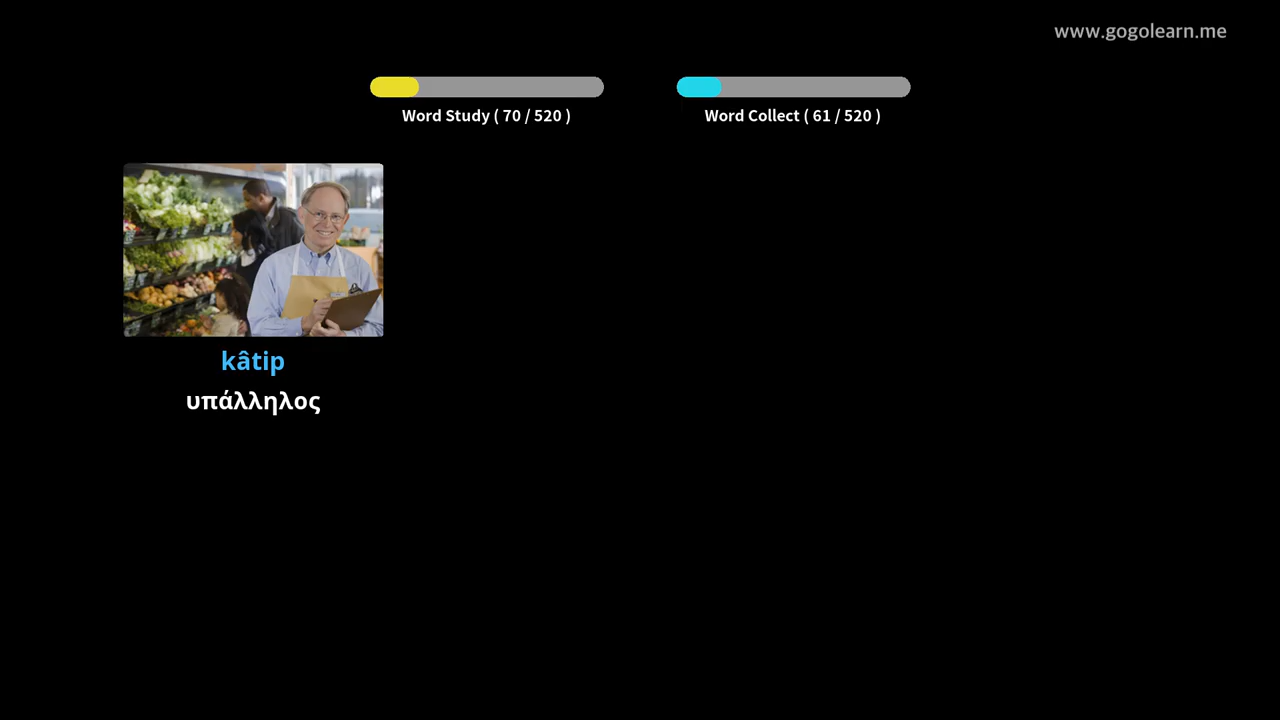 www.gogolearn.me
Word Study ( 70 / 520 )
Word Collect ( 61 / 520 )
kâtip
υπάλληλος